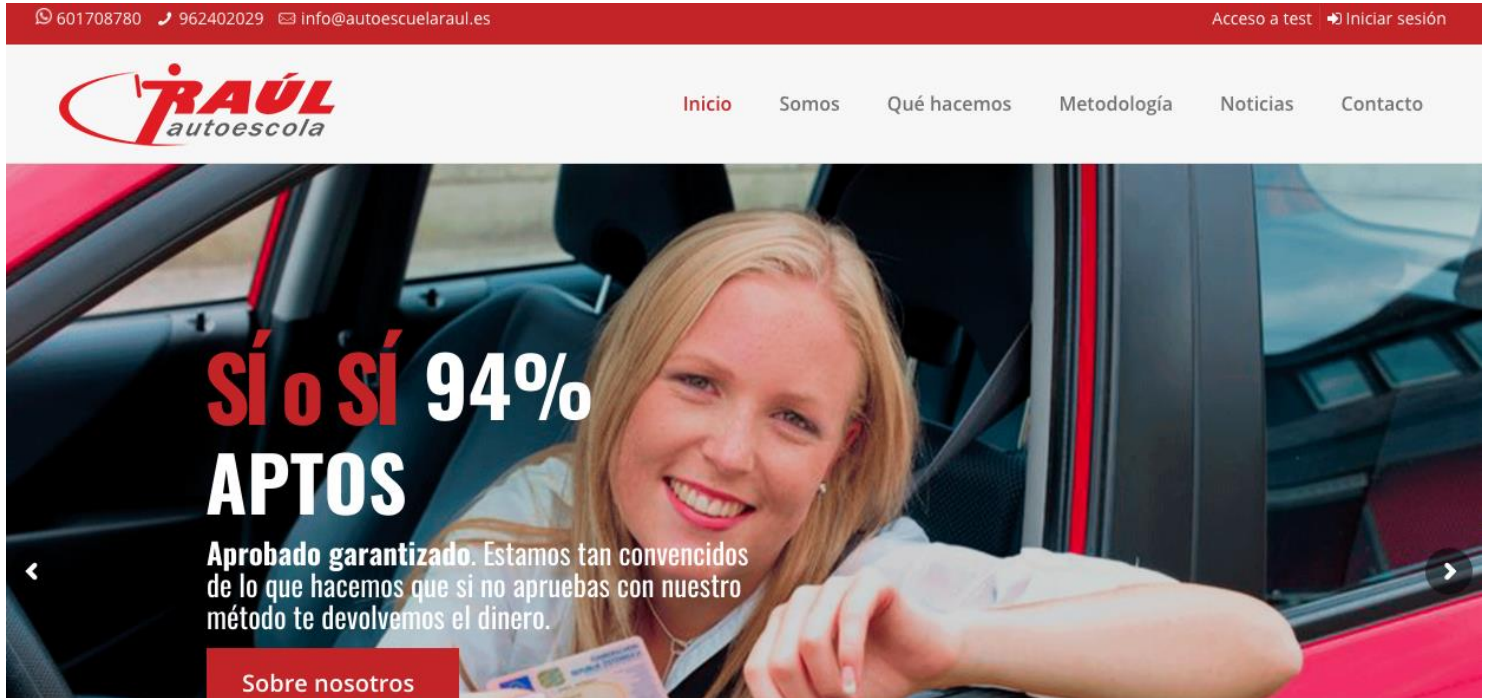 601708780 962402029 info@autoescuelaraul.es
Acceso a test Iniciar sesión
RAÚL
autoescola
Inicio Somos Qué hacemos Metodología Noticias Contacto
SÍ o SÍ 94%
APTOS
Aprobado garantizado. Estamos tan convencidos
de lo que hacemos que si no apruebas con nuestro
método te devolvemos el dinero.
Sobre nosotros